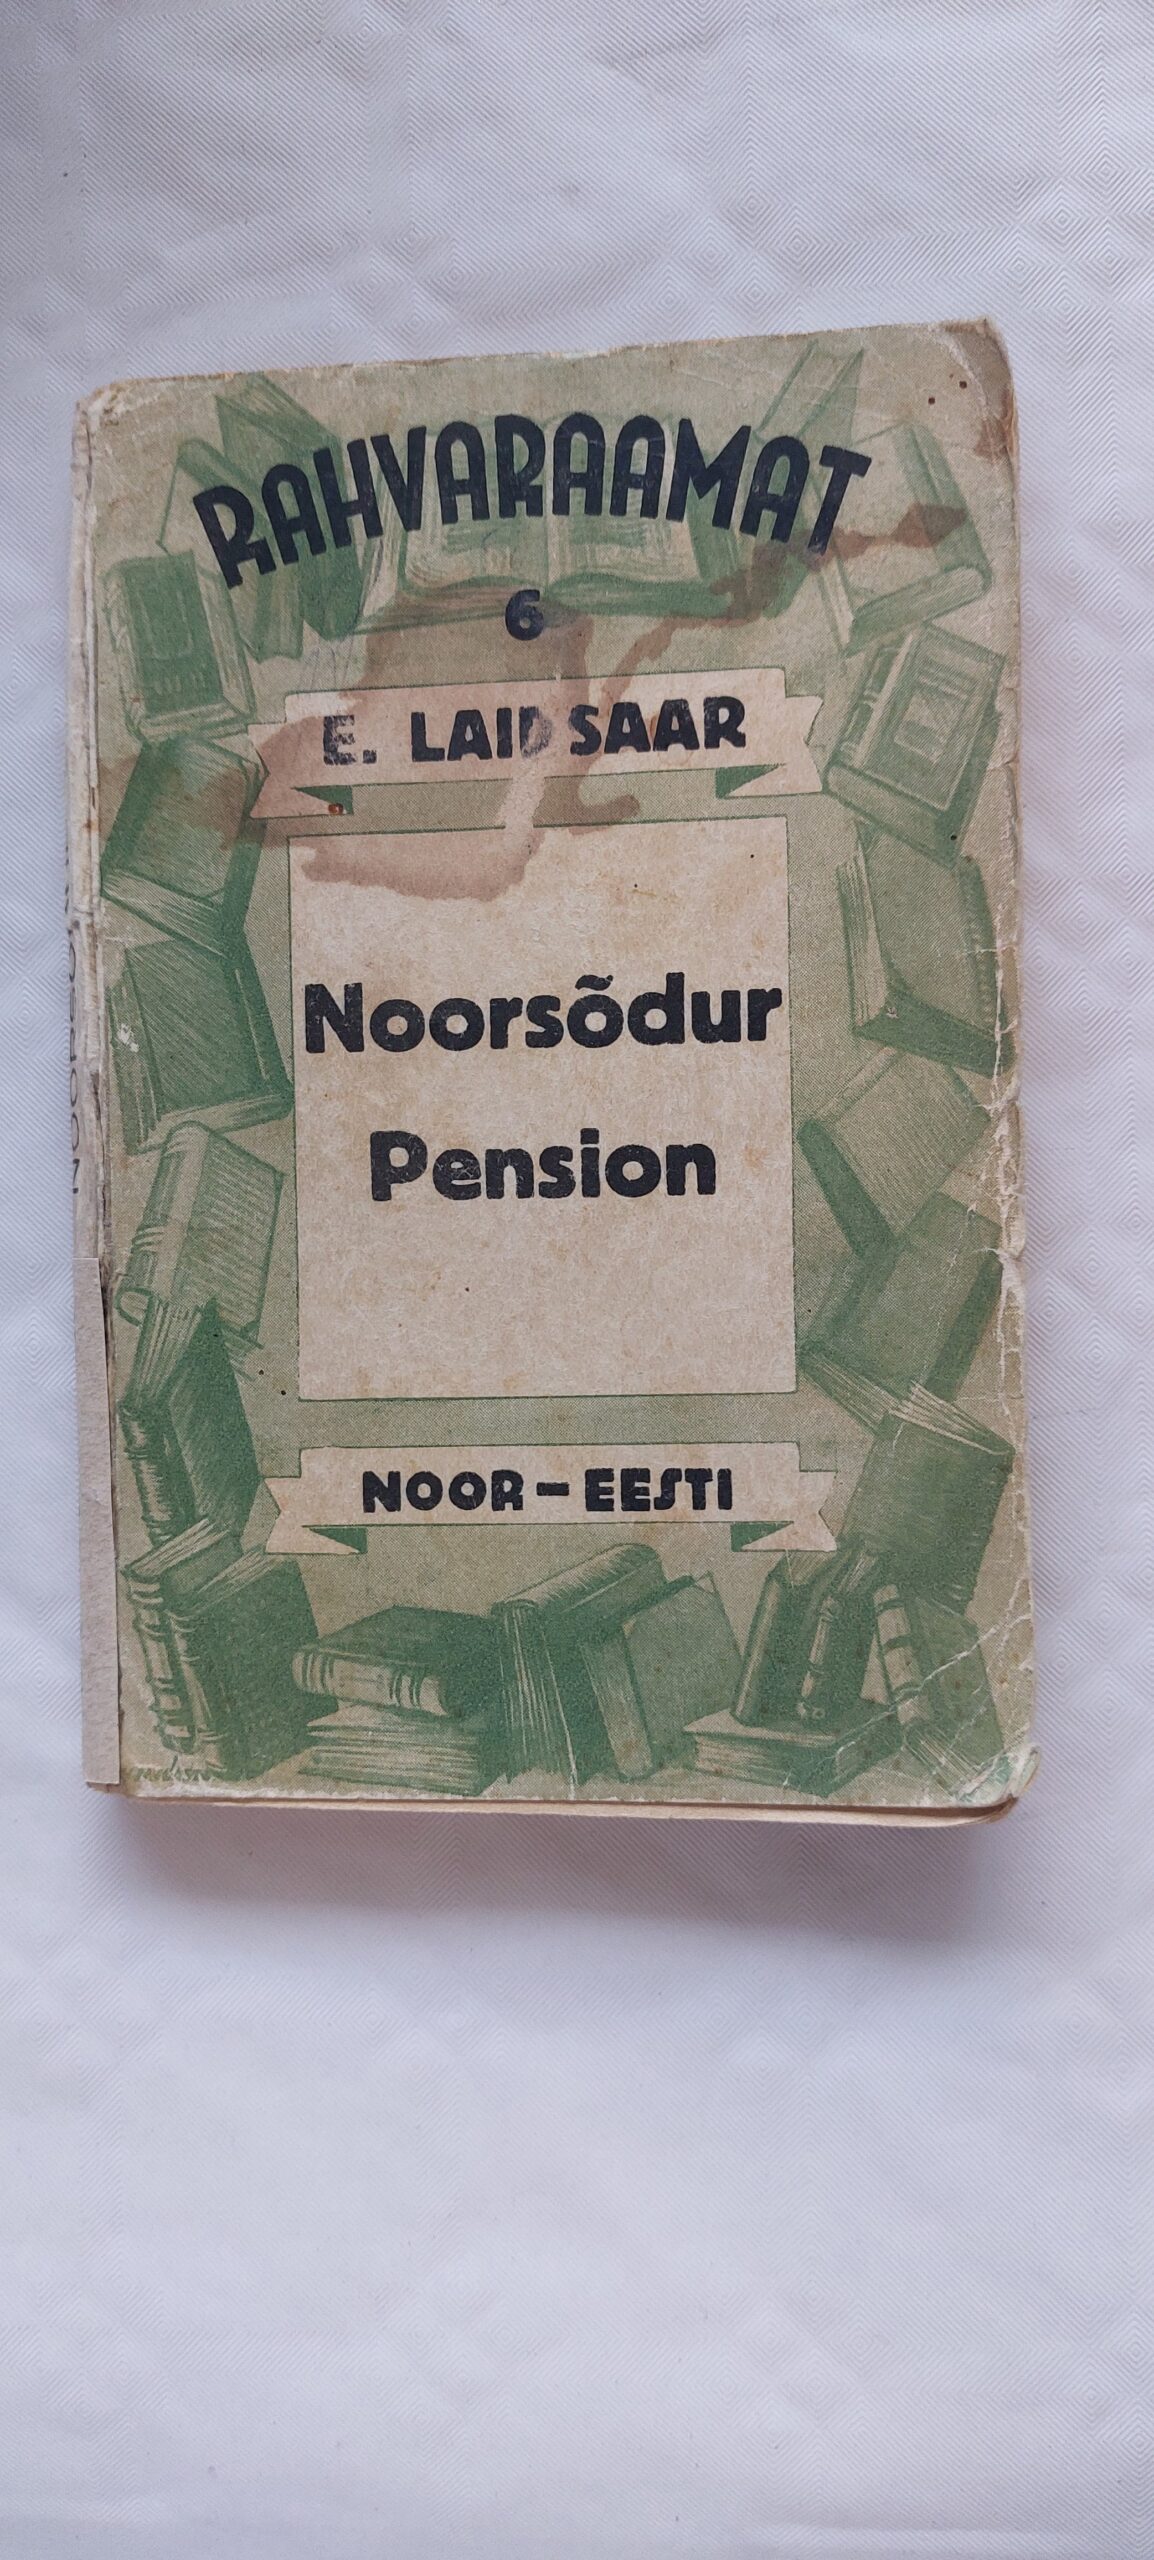 RAHVARAAMAT
6
E. LAIDSAAR
Noorsõdur
Pension
NOOR-EESTI